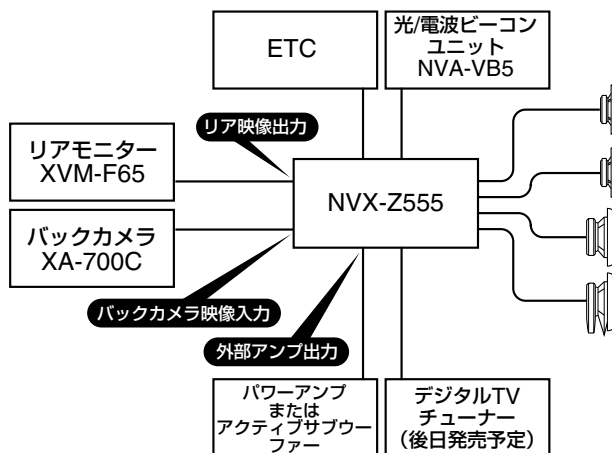 ETC
光/電波ビーコン
ユニット
NVA-VB5
リア映像出力
リアモニター
XVM-F65
NVX-Z555
バックカメラ
XA-700C
バックカメラ映像入力
外部アンプ出力
パワーアンプ
または
アクティブサブウー
ファー
デジタルTV
チューナー
（後日発売予定）